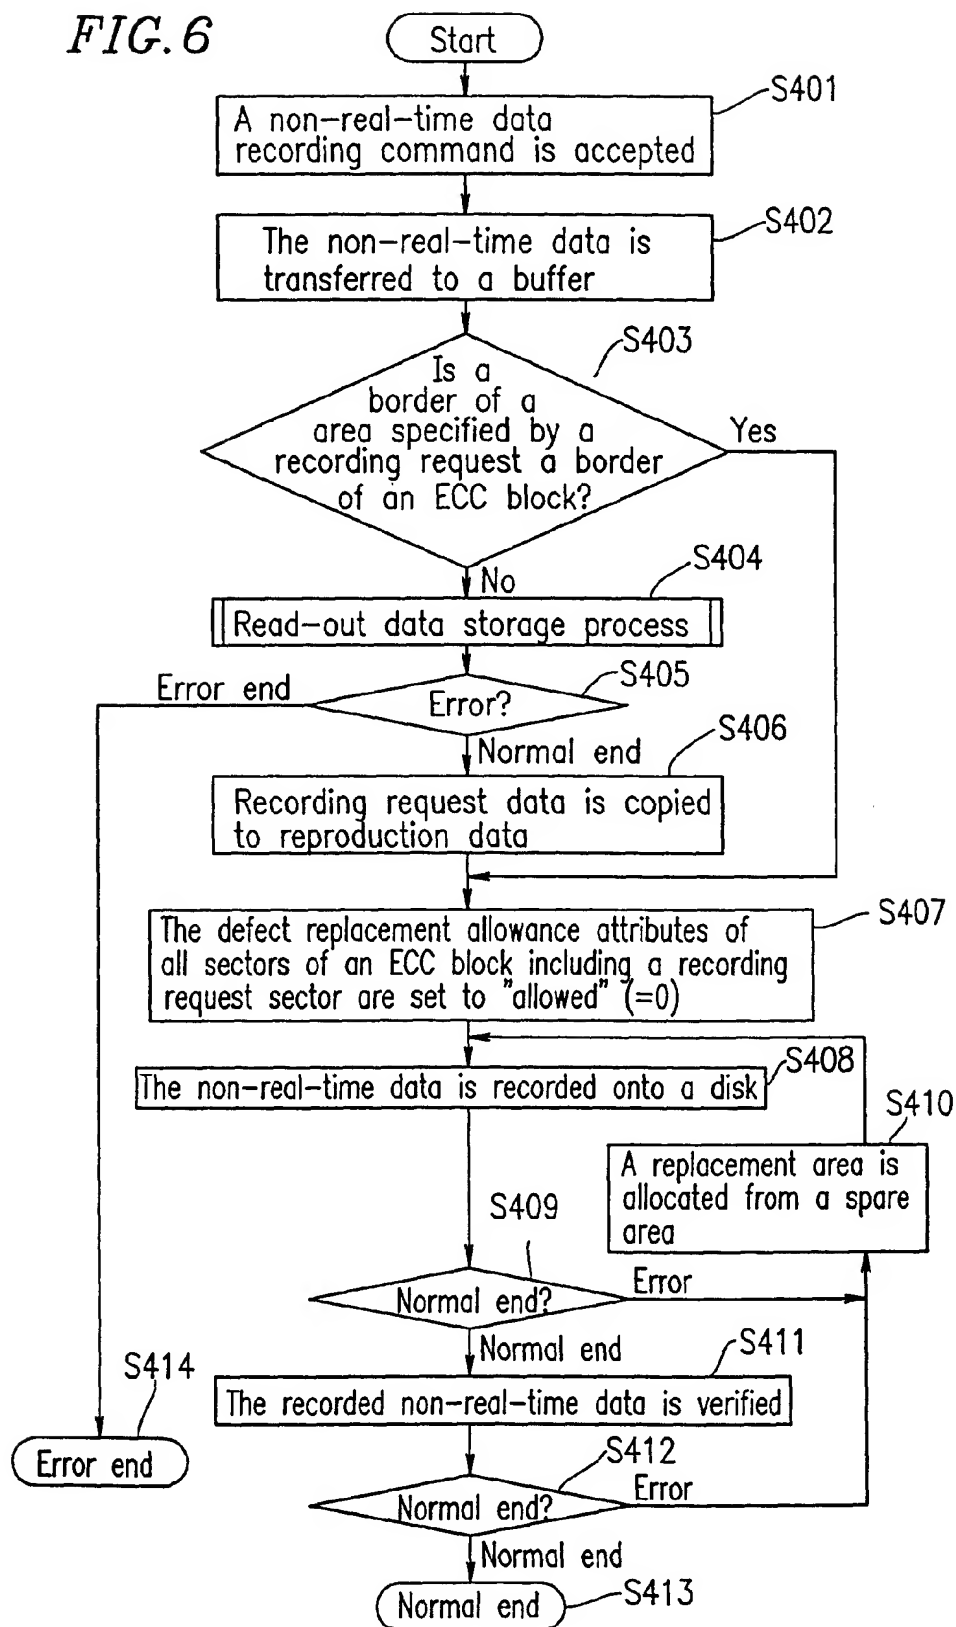 FIG.6
Start
S401
A non-real-time data
recording command is accepted
S402
The non-real-time data is
transferred to a buffer
S403
Is a
border of a
area specified by a
recording request a border
of an ECC block?
Yes
No
S404
Read-out data storage process
S405
Error end
Error?
S406
Normal end
Recording request data is copied
to reproduction data
S407
The defect replacement allowance attributes of
all sectors of an ECC block including a recording
request sector are set to "allowed" (=0)
S408
The non-real-time data is recorded onto a disk
S410
A replacement area is
allocated from a spare
area
S409
Normal end?
Error
Normal end
S411
The recorded non-real-time data is verified
S414
Error end
S412
Normal end?
Error
Normal end
Normal end
S413